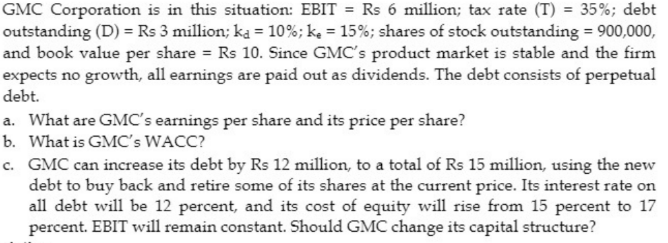 GMC Corporation is in this situation: EBIT = Rs 6 million; tax rate (T) = 35%; debt
outstanding (D) = Rs 3 million; kd = 10%; ke = 15%; shares of stock outstanding = 900,000,
and book value per share = Rs 10. Since GMC's product market is stable and the firm
expects no growth, all earnings are paid out as dividends. The debt consists of perpetual
debt.
a. What are GMC's earnings per share and its price per share?
b. What is GMC's WACC?
c. GMC can increase its debt by Rs 12 million, to a total of Rs 15 million, using the new
debt to buy back and retire some of its shares at the current price. Its interest rate on
all debt will be 12 percent, and its cost of equity will rise from 15 percent to 17
percent. EBIT will remain constant. Should GMC change its capital structure?